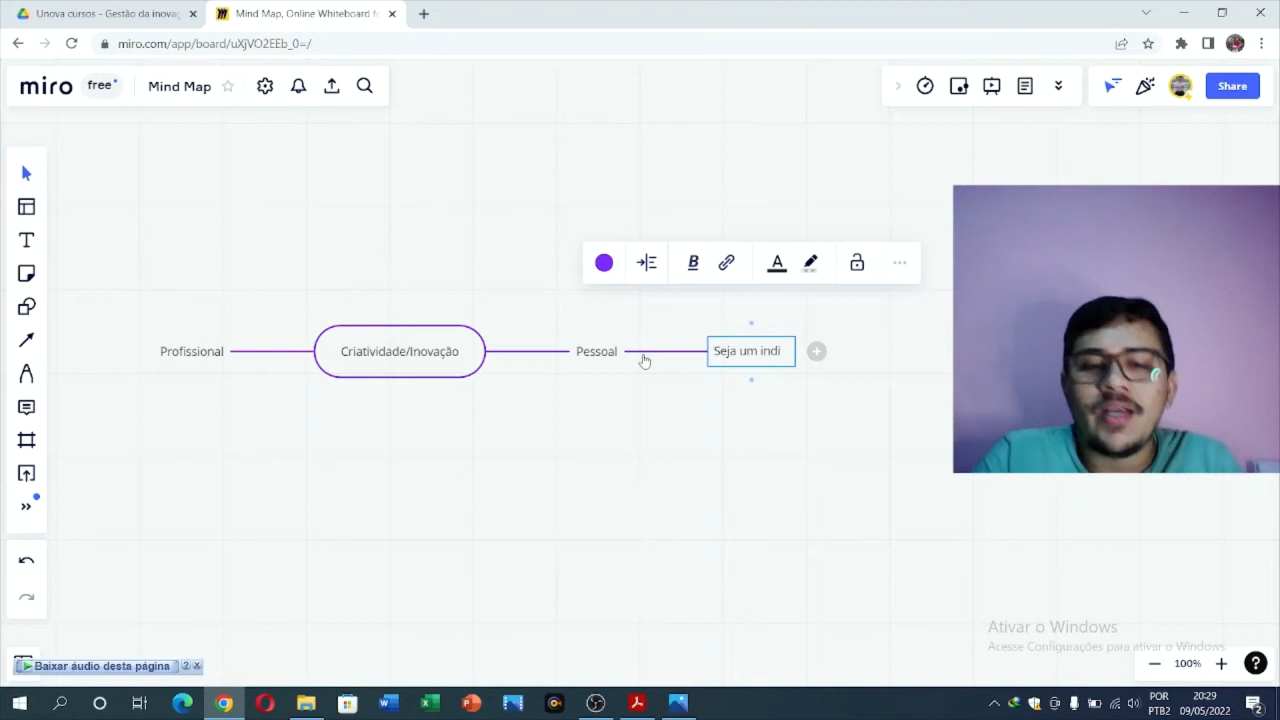 Unova cursos - Gestão da inovaç
Mind Map, Online Whiteboard fo
miro.com/app/board/uXjVO2EEb_0=/
miro
free
Mind Map
Share
B
A
Profissional
Criatividade/Inovação
Pessoal
Seja um indi
Ativar o Windows
Acesse Configurações para ativar o Windows.
Baixar áudio desta página
100%
POR
PTB2
20:29
09/05/2022
2